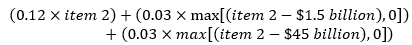 (0.12 × item 2) + (0.03 × max[(item 2 − $1.5 billion), 0])
+ (0.03 × max[(item 2 − $45 billion), 0])